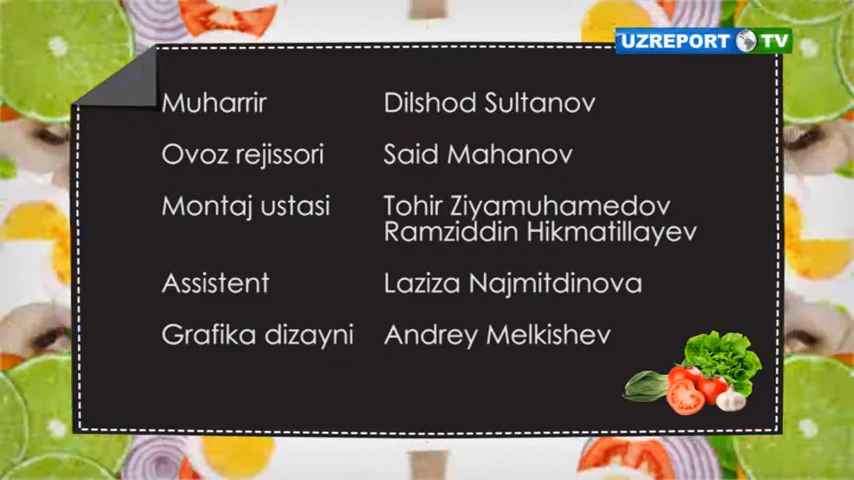 UZREPORT TV
Muharrir Dilshod Sultanov
Ovoz rejissori Said Mahanov
Montaj ustasi Tohir Ziyamuhamedov
Ramziddin Hikmatillayev
Assistent Laziza Najmitdinova
Grafika dizayni Andrey Melkishev